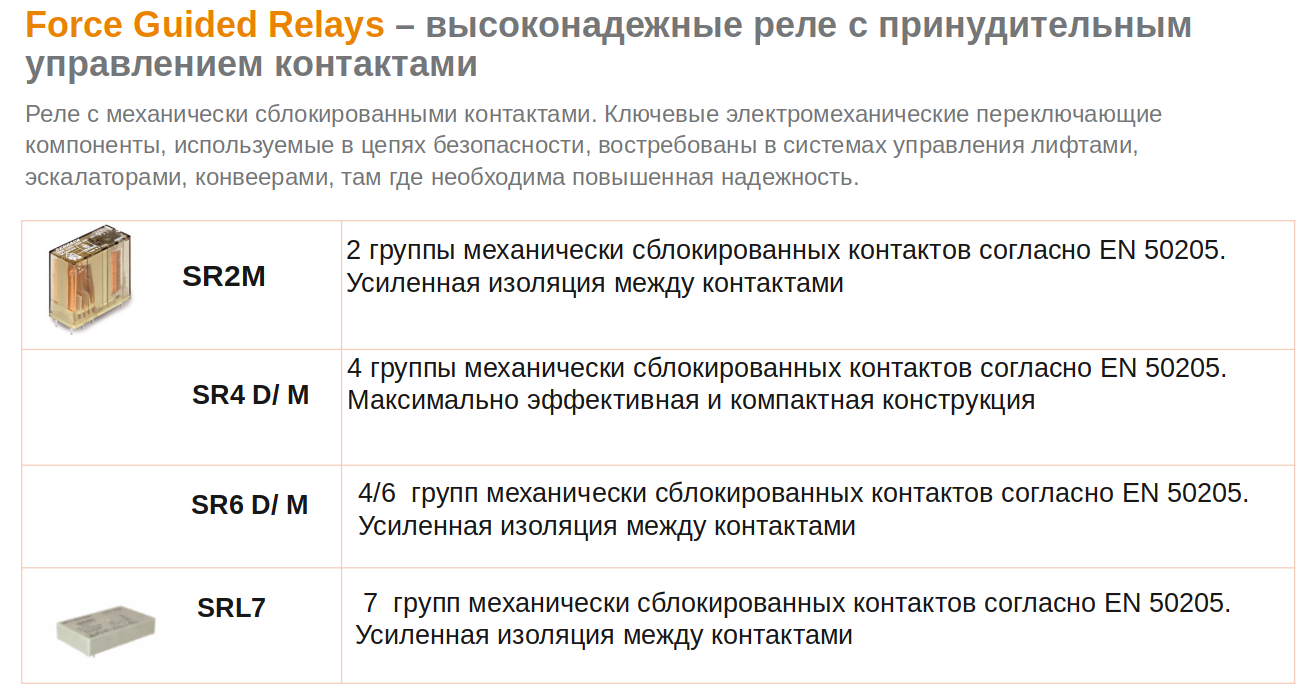 Force Guided Relays – высоконадежные реле с принудительным
управлением контактами
Реле с механически сблокированными контактами. Ключевые электромеханические переключающие
компоненты, используемые в цепях безопасности, востребованы в системах управления лифтами,
эскалаторами, конвеерами, там где необходима повышенная надежность.
SR2M
2 группы механически сблокированных контактов согласно EN 50205.
Усиленная изоляция между контактами
SR4 D/ M
4 группы механически сблокированных контактов согласно EN 50205.
Максимально эффективная и компактная конструкция
SR6 D/ M
4/6 групп механически сблокированных контактов согласно EN 50205.
Усиленная изоляция между контактами
SRL7
7 групп механически сблокированных контактов согласно EN 50205.
Усиленная изоляция между контактами